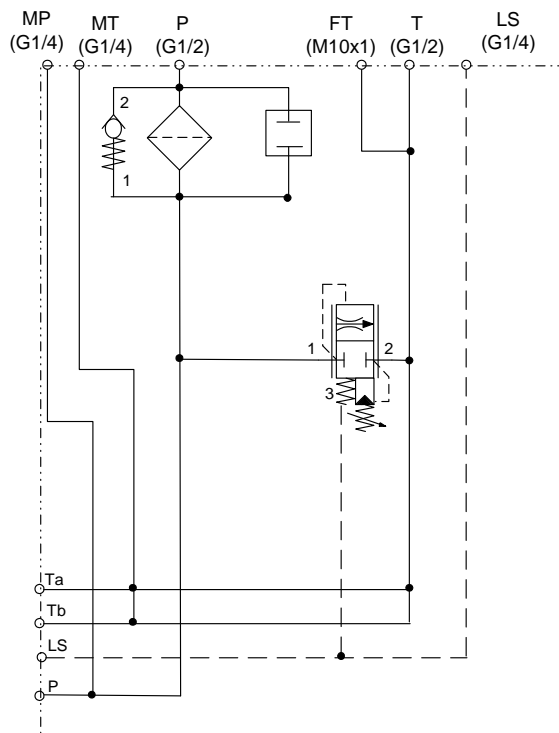 MP
(G1/4)
MT
(G1/4)
P
(G1/2)
FT
(M10x1)
T
(G1/2)
LS
(G1/4)
2
1
1
2
3
Ta
Tb
LS
P